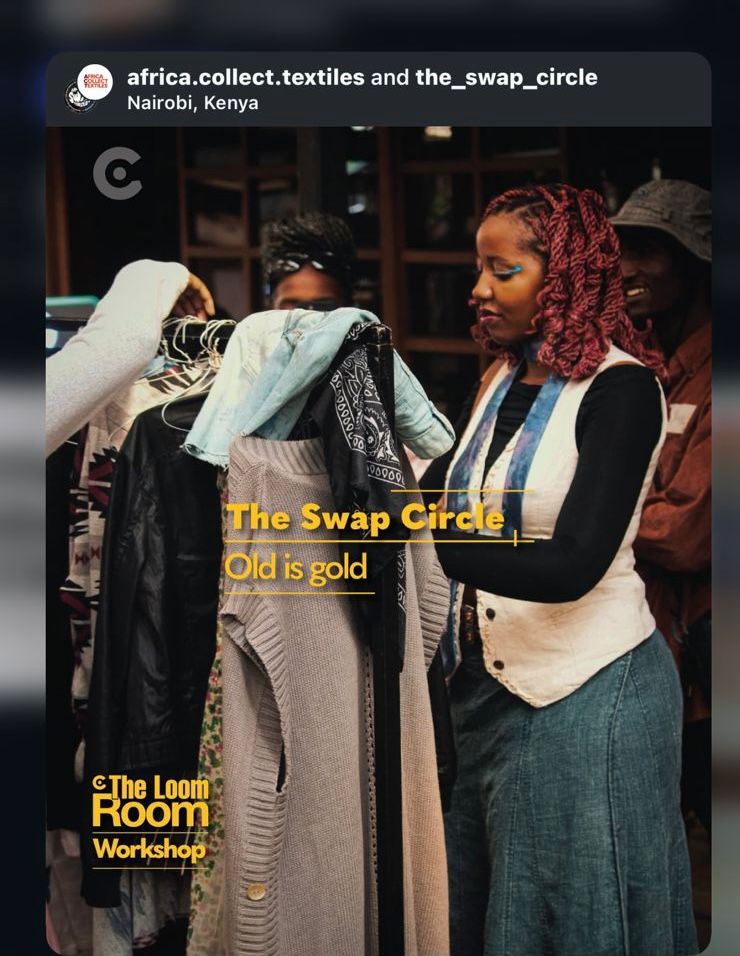 africa.collect.textiles and the_swap_circle
Nairobi, Kenya
AFRICA
COLLECT
TEXTILES
The Swap Circle
Old is gold
The Loom
Room
Workshop